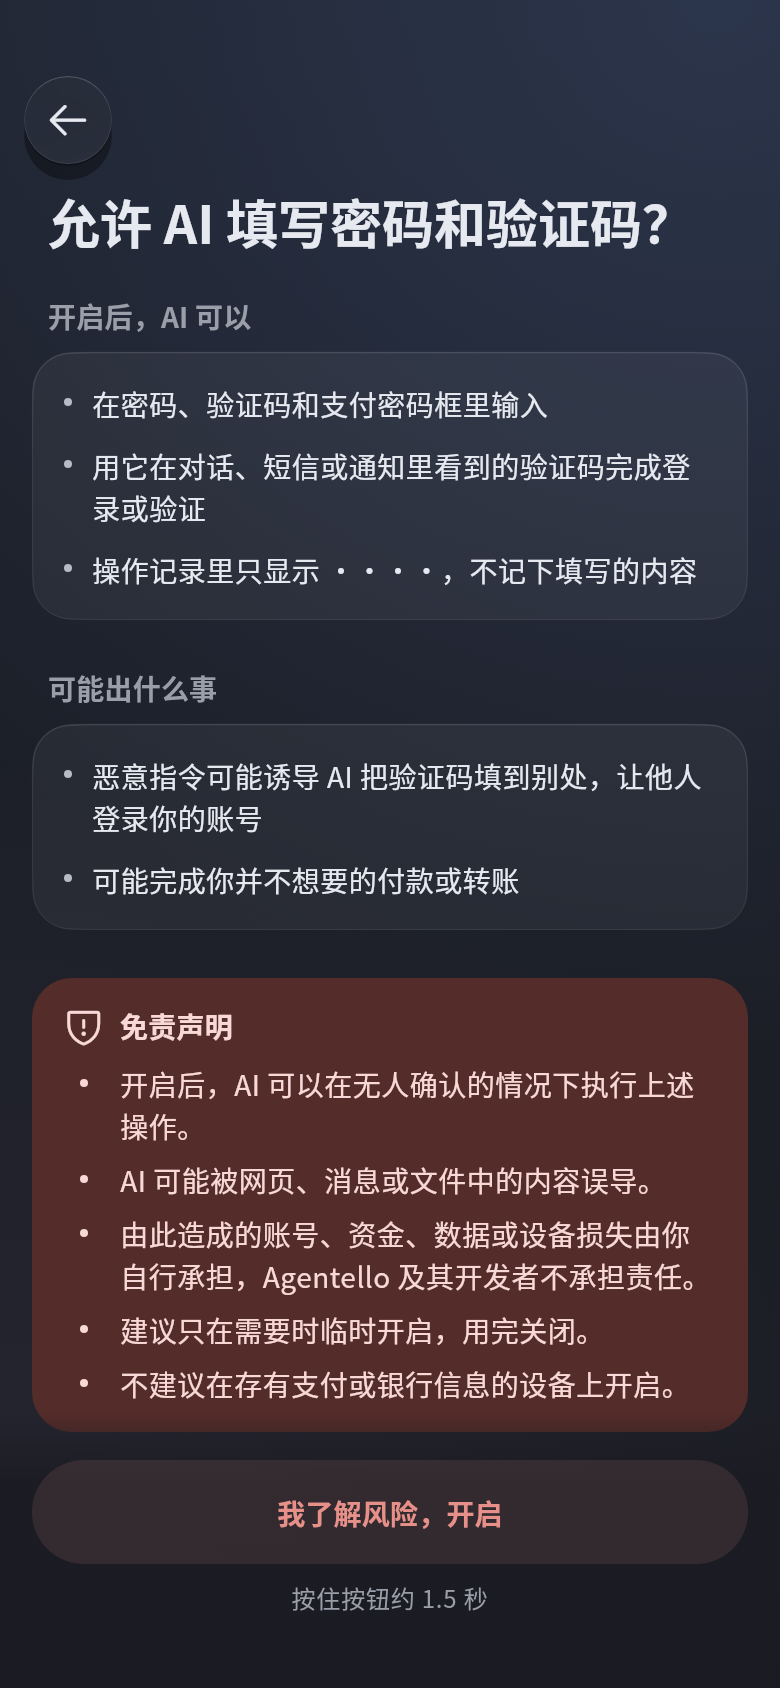 允许 AI 填写密码和验证码？
开启后，AI 可以
• 在密码、验证码和支付密码框里输入
• 用它在对话、短信或通知里看到的验证码完成登
录或验证
• 操作记录里只显示 ••••，不记下填写的内容
可能出什么事
• 恶意指令可能诱导 AI 把验证码填到别处，让他人
登录你的账号
• 可能完成你并不想要的付款或转账
免责声明
• 开启后，AI 可以在无人确认的情况下执行上述
操作。
• AI 可能被网页、消息或文件中的内容误导。
• 由此造成的账号、资金、数据或设备损失由你
自行承担，Agentello 及其开发者不承担责任。
• 建议只在需要时临时开启，用完关闭。
• 不建议在存有支付或银行信息的设备上开启。
我了解风险，开启
按住按钮约 1.5 秒